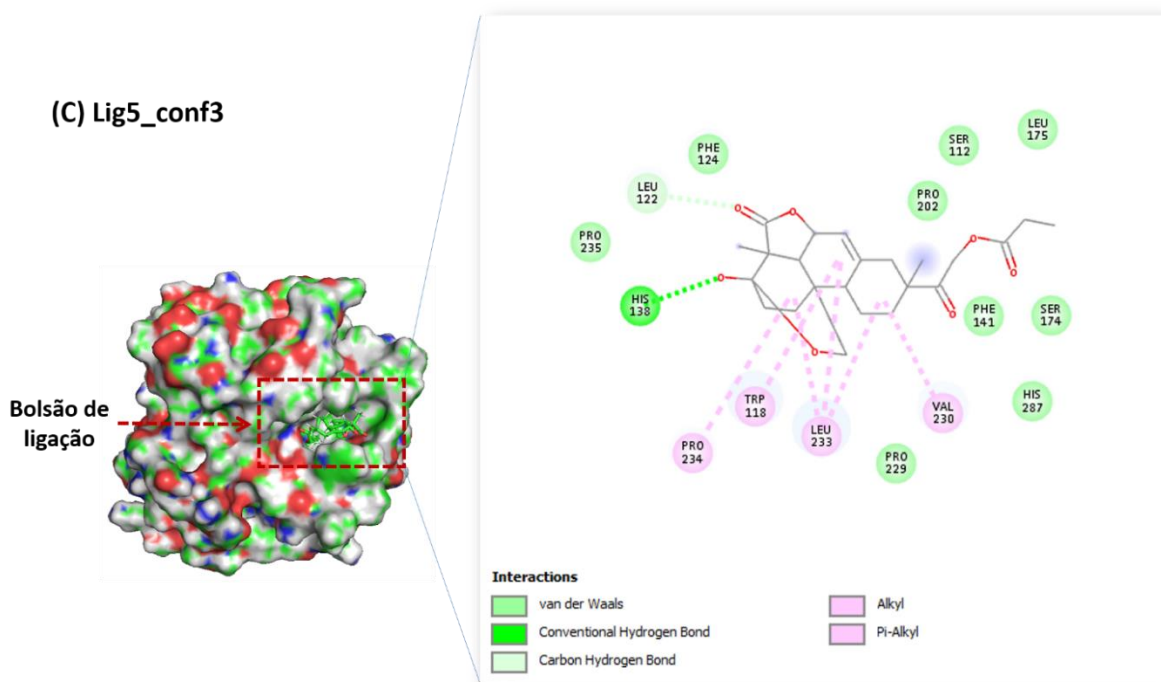 (C) Lig5_conf3
Bolsão de
ligação
LEU
175
SER
112
PHE
124
LEU
122
PRO
202
PRO
235
O
O
O
O
O
HIS
138
O
O
PHE
141
SER
174
O
TRP
118
HIS
287
VAL
230
LEU
233
PRO
234
PRO
229
Interactions
van der Waals
Conventional Hydrogen Bond
Carbon Hydrogen Bond
Alkyl
Pi-Alkyl